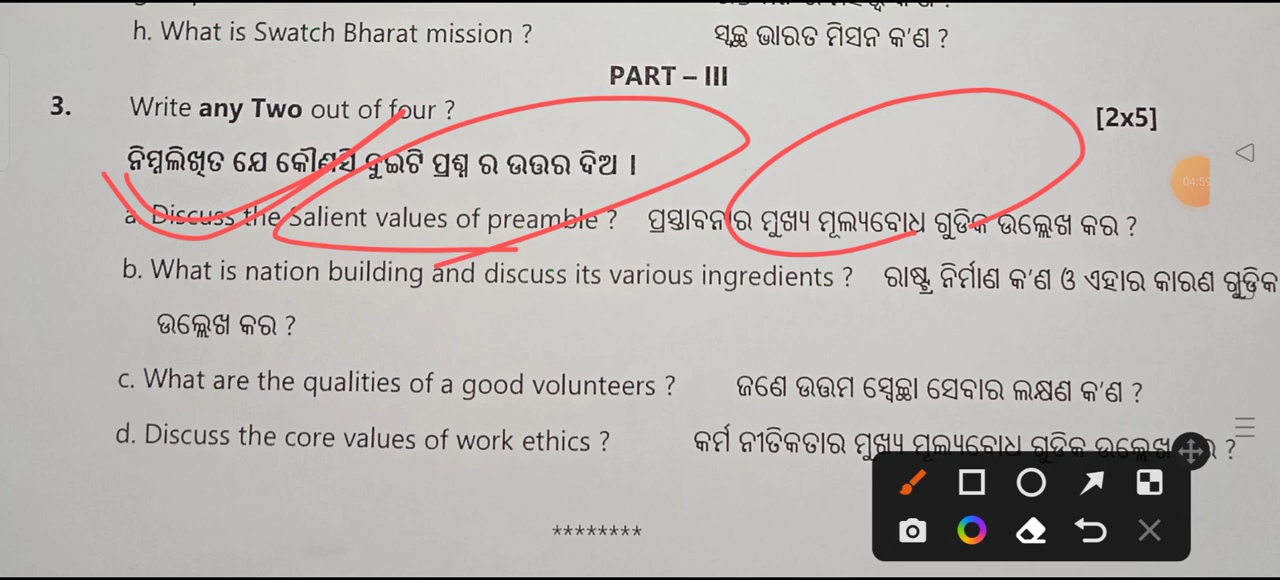 h. What is Swatch Bharat mission ? ସ୍ୱଚ୍ଛ ଭାରତ ମିସନ କ'ଣ ?
PART – III
3. Write any Two out of four ? [2x5]
ନିମ୍ନଲିଖିତ ଯେ କୌଣସି ଦୁଇଟି ପ୍ରଶ୍ନ ର ଉତ୍ତର ଦିଅ ।
04:59
a. Discuss the Salient values of preamble ? ପ୍ରସ୍ତାବନାର ମୁଖ୍ୟ ମୂଲ୍ୟବୋଧ ଗୁଡିକ ଉଲ୍ଲେଖ କର ?
b. What is nation building and discuss its various ingredients ? ରାଷ୍ଟ୍ର ନିର୍ମାଣ କ'ଣ ଓ ଏହାର କାରଣ ଗୁଡ଼ିକ
ଉଲ୍ଲେଖ କର ?
c. What are the qualities of a good volunteers ? ଜଣେ ଉତ୍ତମ ସ୍ୱେଚ୍ଛା ସେବାର ଲକ୍ଷଣ କ'ଣ ?
d. Discuss the core values of work ethics ? କର୍ମ ନୀତିକତାର ମୁଖ୍ୟ ମୂଲ୍ୟବୋଧ ଗୁଡିକ ଉଲ୍ଲେଖ ?
********